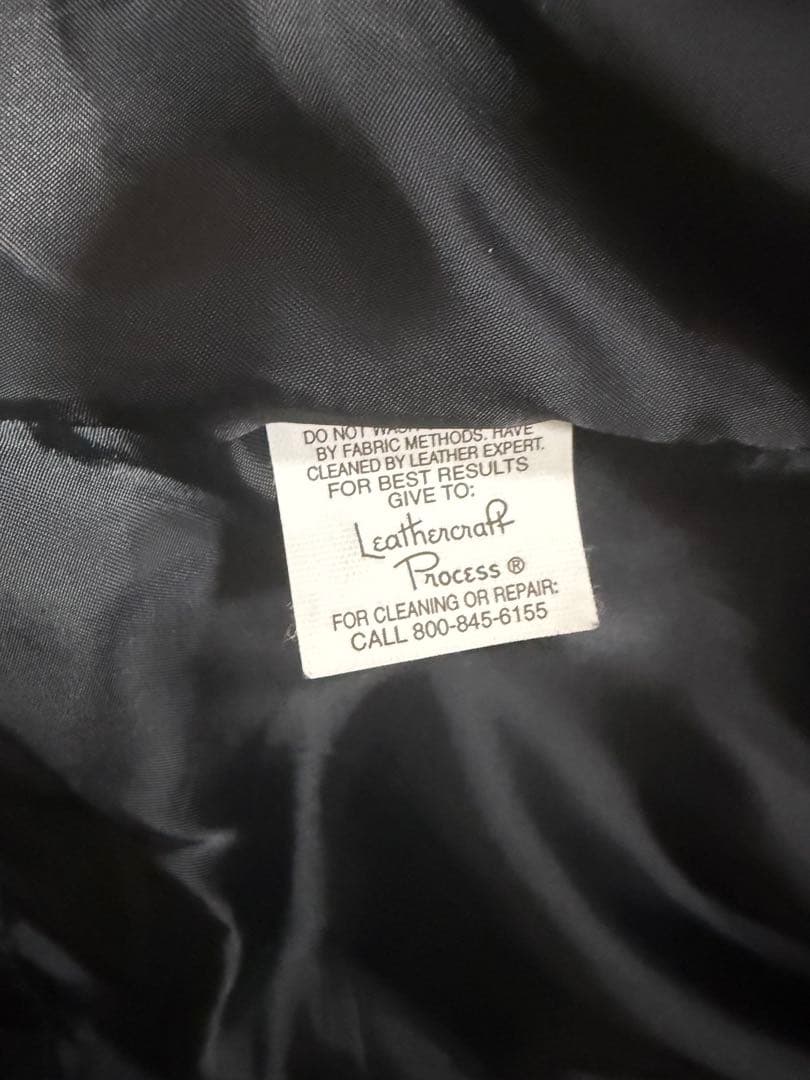 DO NOT
BY FABRIC METHODS. HAVE
CLEANED BY LEATHER EXPERT.
FOR BEST RESULTS
GIVE TO:
Leathercraft
Process®
FOR CLEANING OR REPAIR:
CALL 800-845-6155